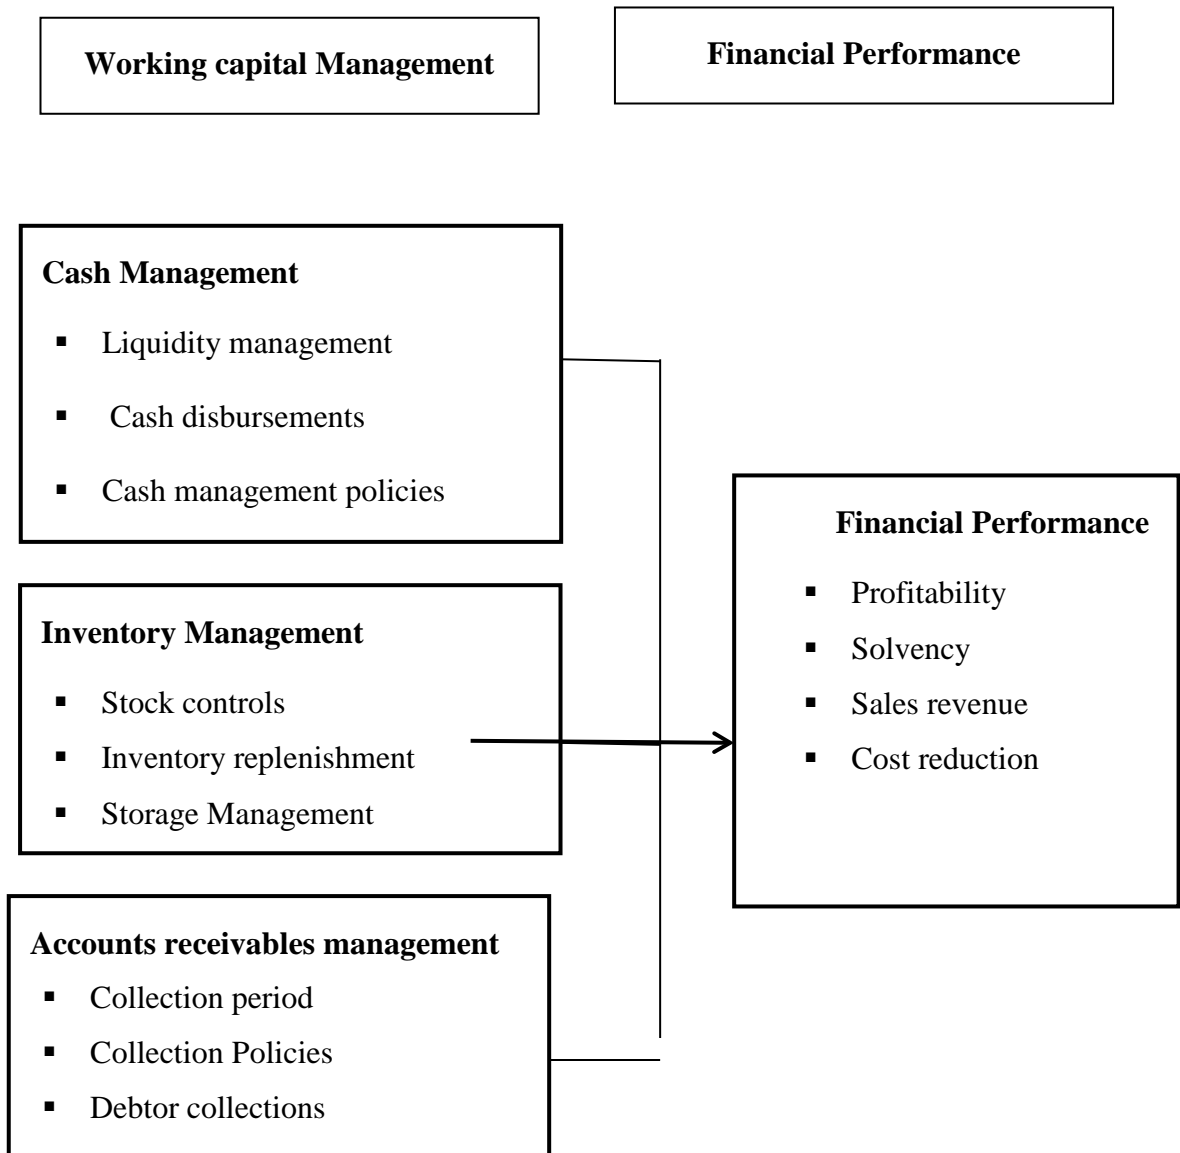 Working capital Management
Financial Performance
Cash Management
▪ Liquidity management
▪ Cash disbursements
▪ Cash management policies
Inventory Management
▪ Stock controls
▪ Inventory replenishment
▪ Storage Management
Accounts receivables management
▪ Collection period
▪ Collection Policies
▪ Debtor collections
Financial Performance
▪ Profitability
▪ Solvency
▪ Sales revenue
▪ Cost reduction